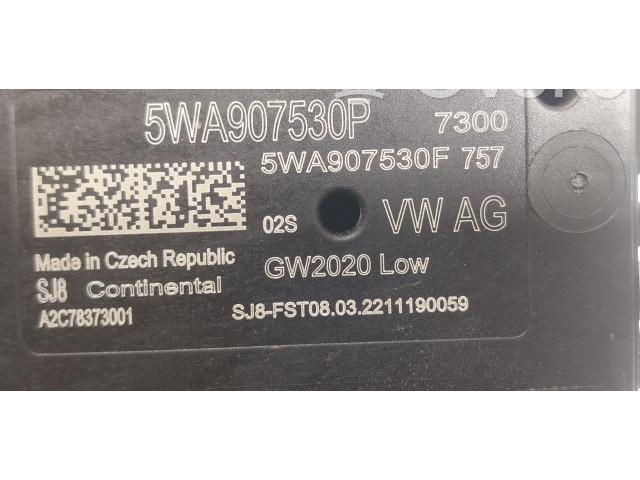 5WA907530P 7300
5WA907530F 757
02S VW AG
Made in Czech Republic GW2020 Low
SJ8 Continental
A2C78373001 SJ8-FST08.03.2211190059